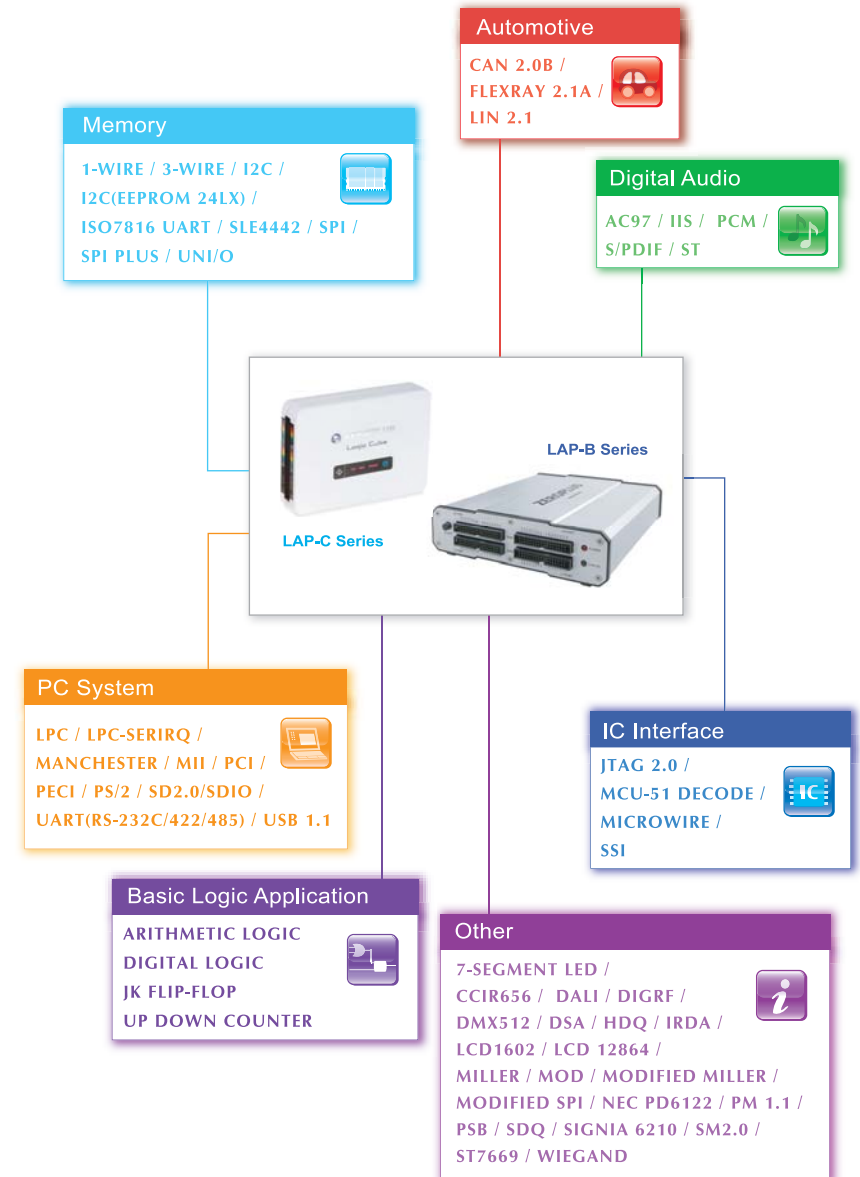 Automotive
CAN 2.0B /
FLEXRAY 2.1A /
LIN 2.1
Memory
1-WIRE / 3-WIRE / I2C /
I2C(EEPROM 24LX) /
ISO7816 UART / SLE4442 / SPI /
SPI PLUS / UNI/O
Digital Audio
AC97 / IIS / PCM /
S/PDIF / ST
LAP-B Series
Logic Cube
ZEROPLUS
LAP-C Series
PC System
LPC / LPC-SERIRQ /
MANCHESTER / MII / PCI /
PECI / PS/2 / SD2.0/SDIO /
UART(RS-232C/422/485) / USB 1.1
IC Interface
JTAG 2.0 /
MCU-51 DECODE /
MICROWIRE /
SSI
IC
Basic Logic Application
ARITHMETIC LOGIC
DIGITAL LOGIC
JK FLIP-FLOP
UP DOWN COUNTER
Other
7-SEGMENT LED /
CCIR656 / DALI / DIGRF /
DMX512 / DSA / HDQ / IRDA /
LCD1602 / LCD 12864 /
MILLER / MOD / MODIFIED MILLER /
MODIFIED SPI / NEC PD6122 / PM 1.1 /
PSB / SDQ / SIGNIA 6210 / SM2.0 /
ST7669 / WIEGAND
i